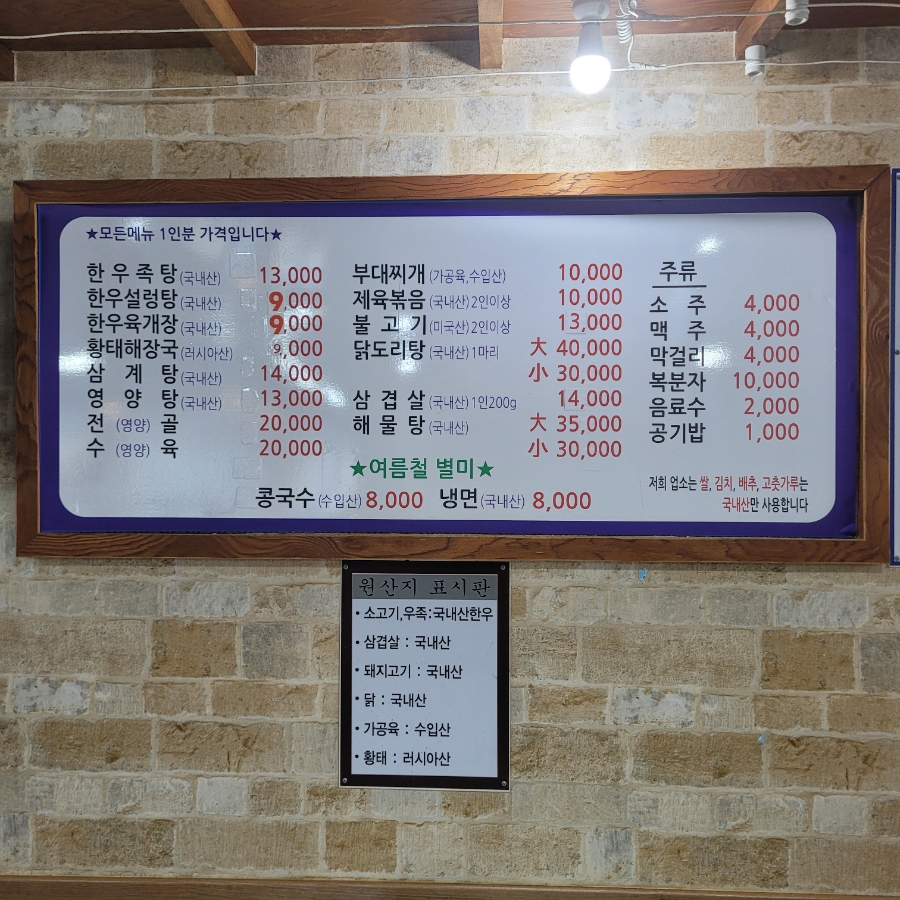 ★모든메뉴 1인분 가격입니다★
한우족탕(국내산) 13,000
한우설렁탕(국내산) 9,000
한우육개장(국내산) 9,000
황태해장국(러시아산) 9,000
삼계탕(국내산) 14,000
영양탕(국내산) 13,000
전(영양)골 20,000
수(영양)육 20,000
부대찌개(가공육,수입산) 10,000
제육볶음(국내산)2인이상 10,000
불고기(미국산)2인이상 13,000
닭도리탕(국내산)1마리 大 40,000
小 30,000
삼겹살(국내산)1인200g 14,000
해물탕(국내산) 大 35,000
小 30,000
★여름철 별미★
콩국수(수입산) 8,000 냉면(국내산) 8,000
주류
소주 4,000
맥주 4,000
막걸리 4,000
복분자 10,000
음료수 2,000
공기밥 1,000
저희 업소는 쌀, 김치, 배추, 고춧가루는
국내산만 사용합니다
원산지 표시판
• 소고기,우족:국내산한우
• 삼겹살 : 국내산
• 돼지고기 : 국내산
• 닭 : 국내산
• 가공육 : 수입산
• 황태 : 러시아산